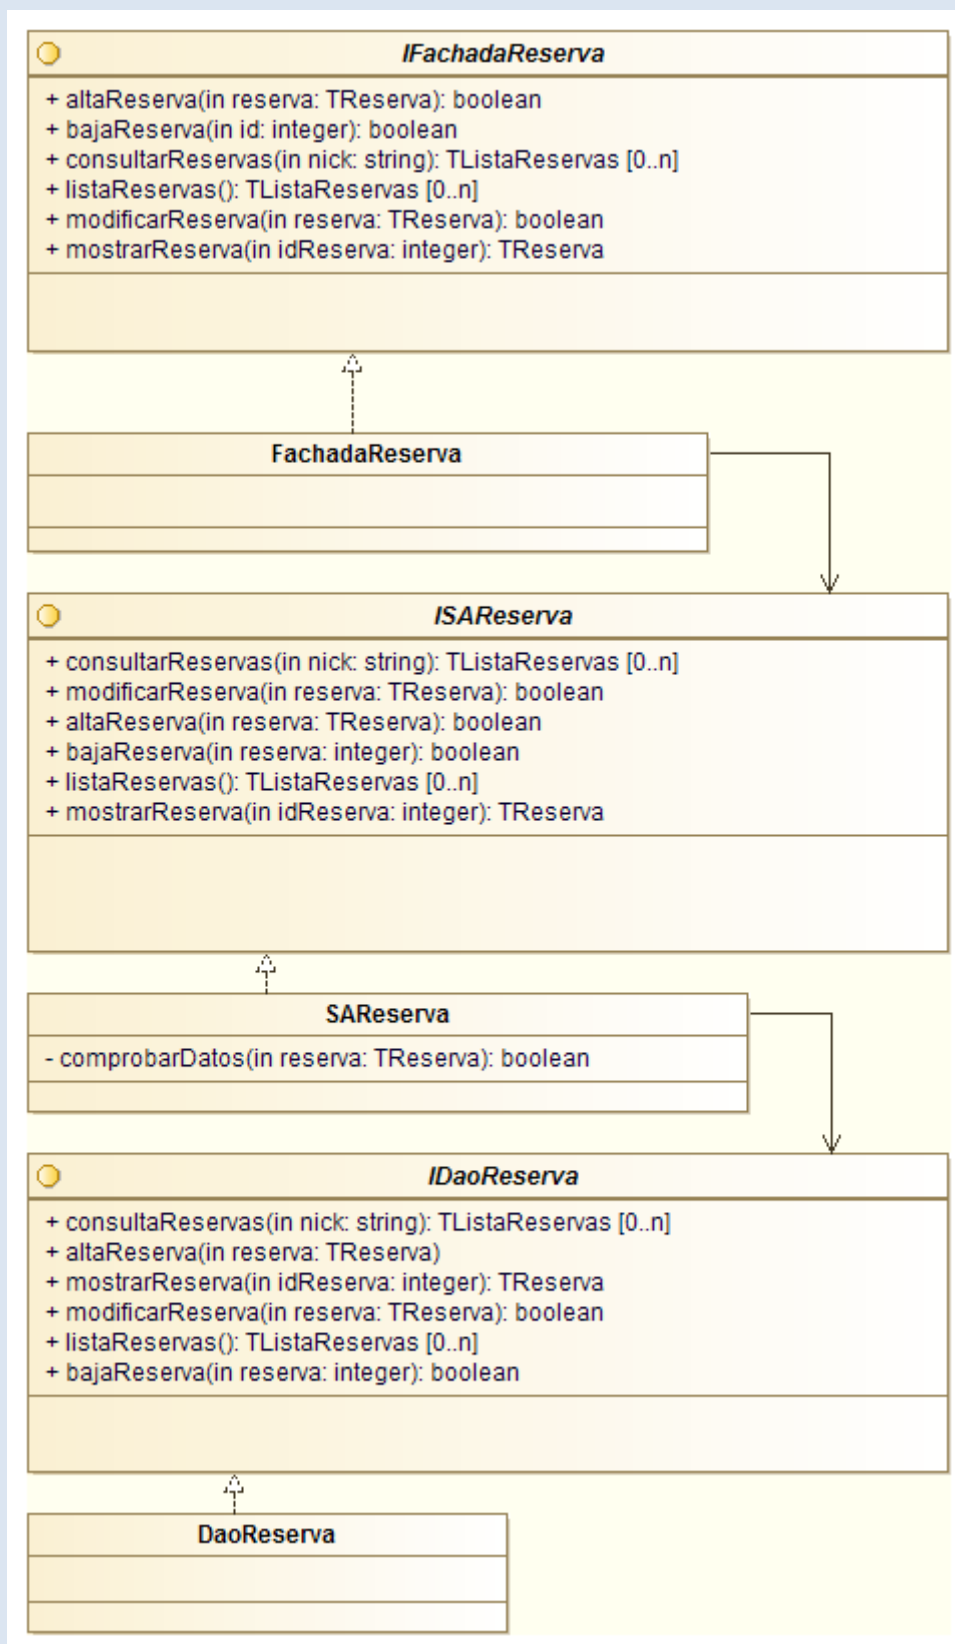 IFachadaReserva
+ altaReserva(in reserva: TReserva): boolean
+ bajaReserva(in id: integer): boolean
+ consultarReservas(in nick: string): TListaReservas [0..n]
+ listaReservas(): TListaReservas [0..n]
+ modificarReserva(in reserva: TReserva): boolean
+ mostrarReserva(in idReserva: integer): TReserva
FachadaReserva
ISAReserva
+ consultarReservas(in nick: string): TListaReservas [0..n]
+ modificarReserva(in reserva: TReserva): boolean
+ altaReserva(in reserva: TReserva): boolean
+ bajaReserva(in reserva: integer): boolean
+ listaReservas(): TListaReservas [0..n]
+ mostrarReserva(in idReserva: integer): TReserva
SAReserva
- comprobarDatos(in reserva: TReserva): boolean
IDaoReserva
+ consultaReservas(in nick: string): TListaReservas [0..n]
+ altaReserva(in reserva: TReserva)
+ mostrarReserva(in idReserva: integer): TReserva
+ modificarReserva(in reserva: TReserva): boolean
+ listaReservas(): TListaReservas [0..n]
+ bajaReserva(in reserva: integer): boolean
DaoReserva